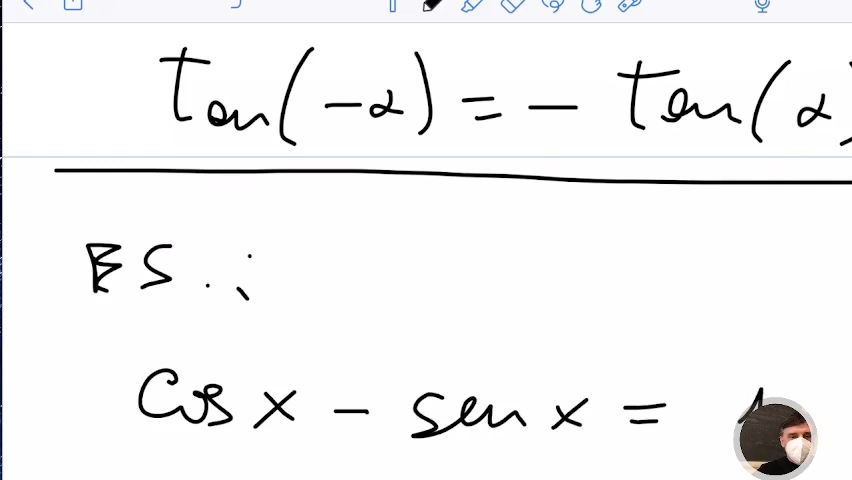 tan(-α) = - tan(α)
ES.:
cos x - sen x =